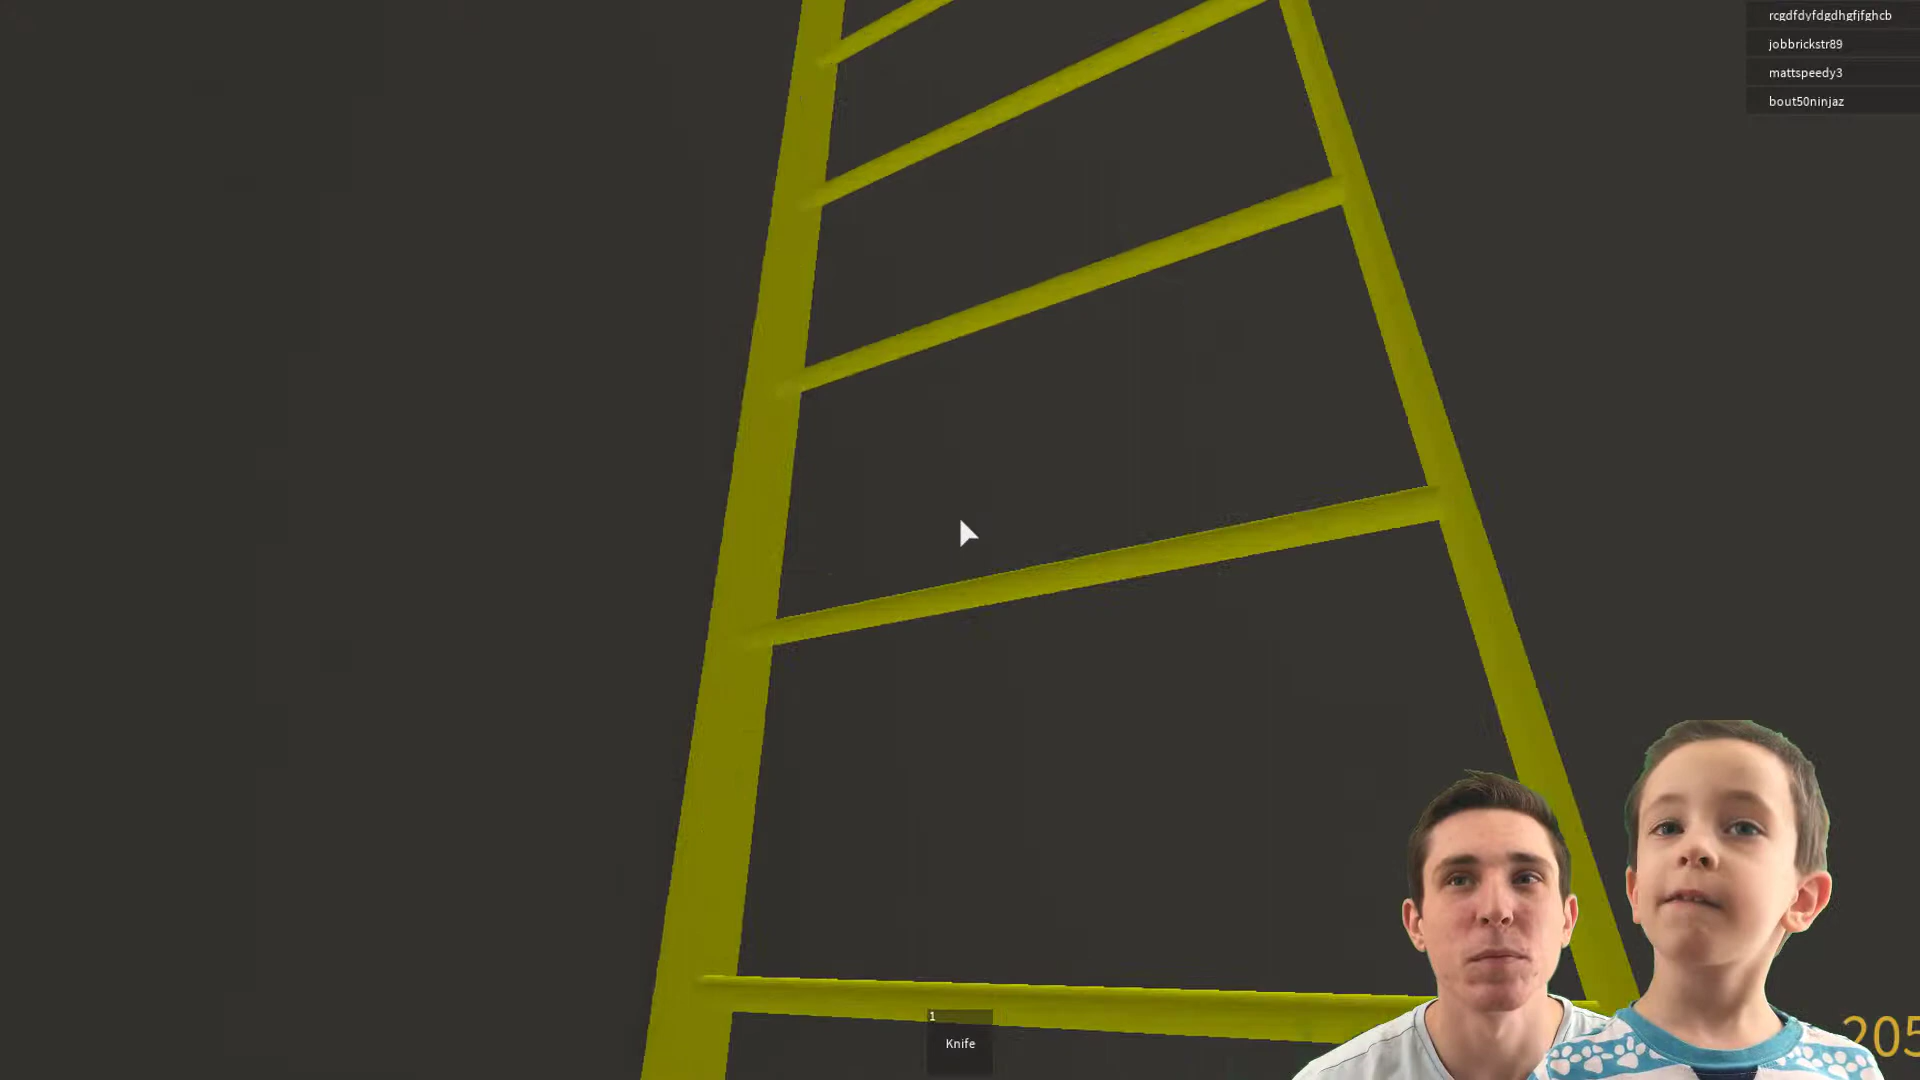 rcgdfdyfdgdhgfjfghcb
jobbrickstr89
mattspeedy3
bout50ninjaz
1
Knife
205